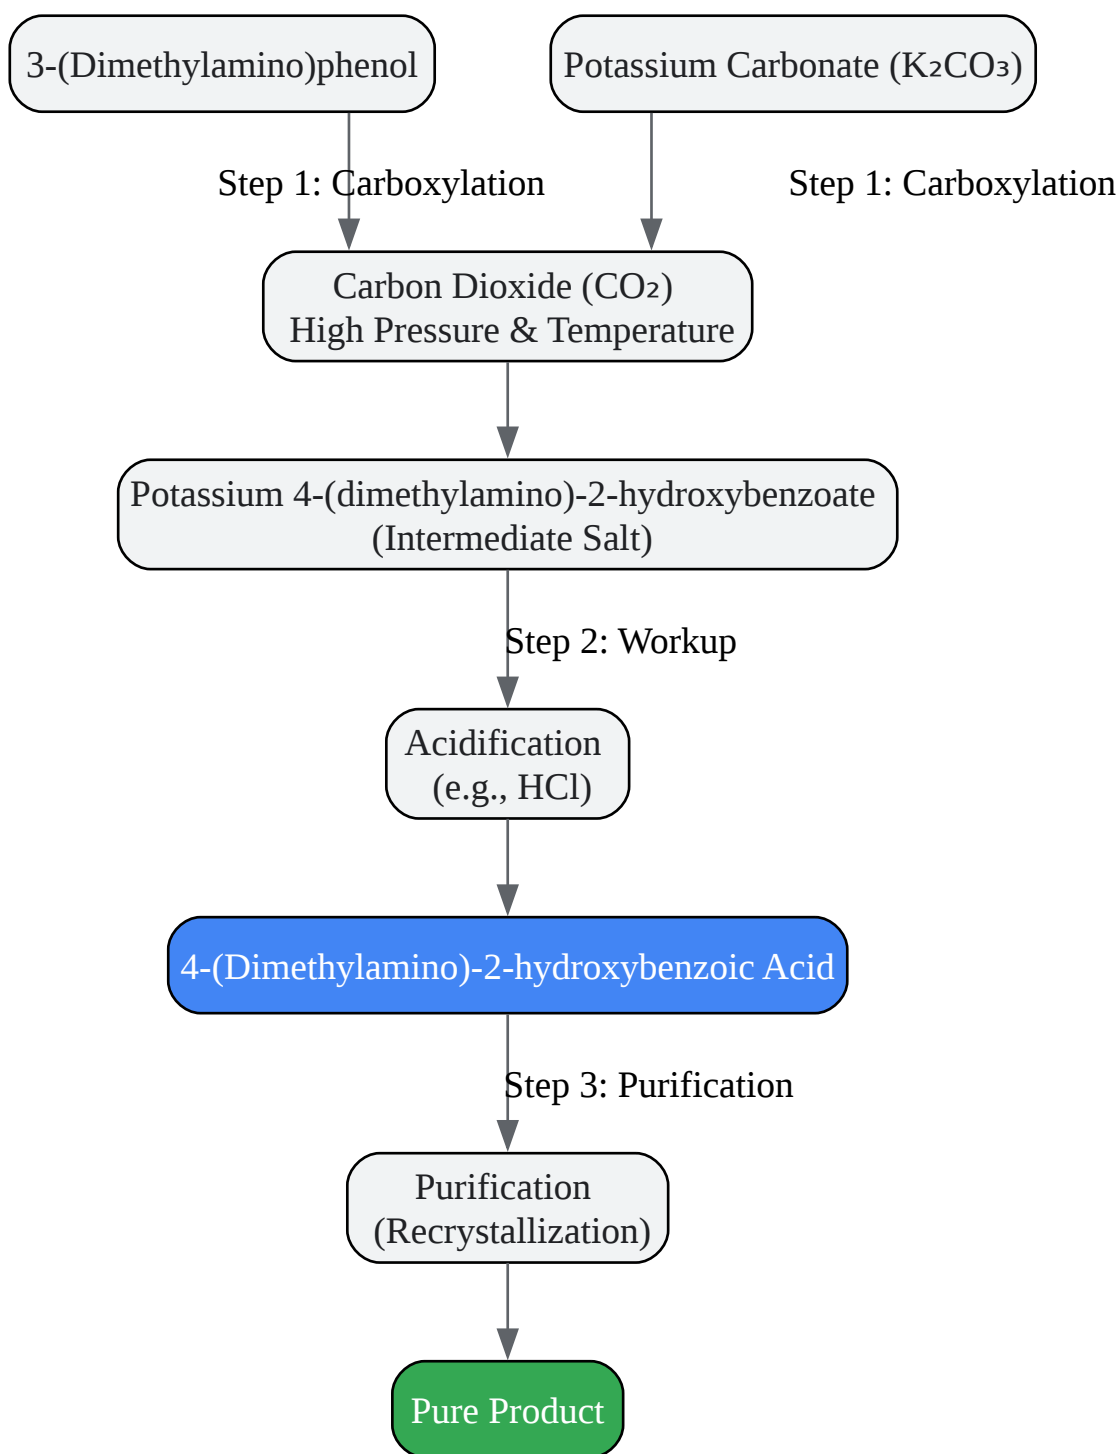 3-(Dimethylamino)phenol
Potassium Carbonate (K₂CO₃)
Step 1: Carboxylation
Step 1: Carboxylation
Carbon Dioxide (CO₂)
High Pressure & Temperature
Potassium 4-(dimethylamino)-2-hydroxybenzoate
(Intermediate Salt)
Step 2: Workup
Acidification
(e.g., HCl)
4-(Dimethylamino)-2-hydroxybenzoic Acid
Step 3: Purification
Purification
(Recrystallization)
Pure Product